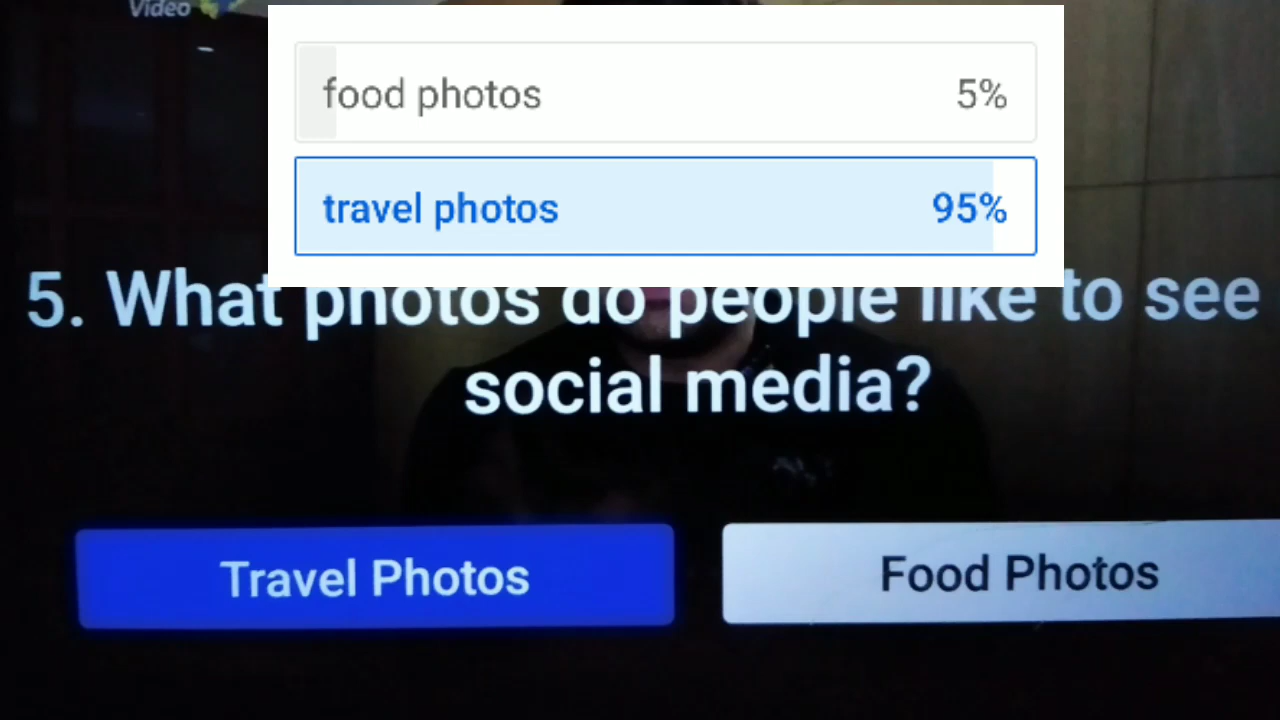 Video
food photos 5%
travel photos 95%
5. What photos do people like to see
social media?
Travel Photos Food Photos